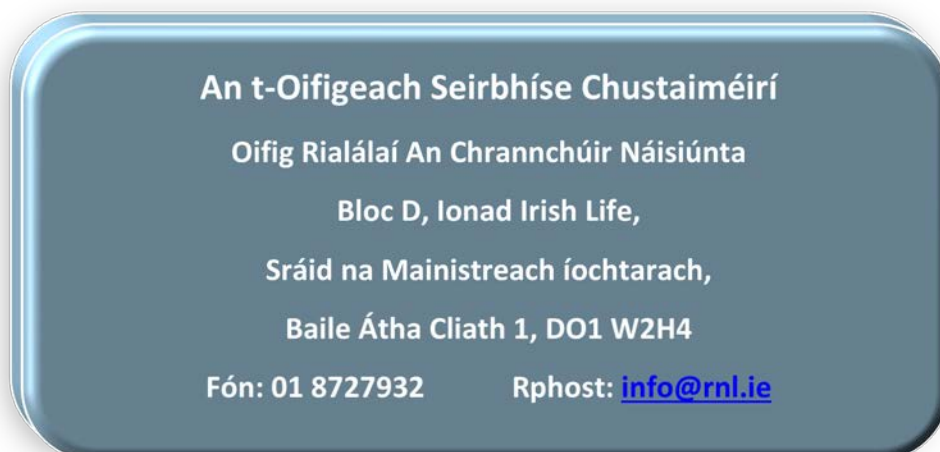 An t-Oifigeach Seirbhíse Chustaiméirí
Oifig Rialálaí An Chrannchúir Náisiúnta
Bloc D, Ionad Irish Life,
Sráid na Mainistreach íochtarach,
Baile Átha Cliath 1, DO1 W2H4
Fón: 01 8727932 Rphost: info@rnl.ie